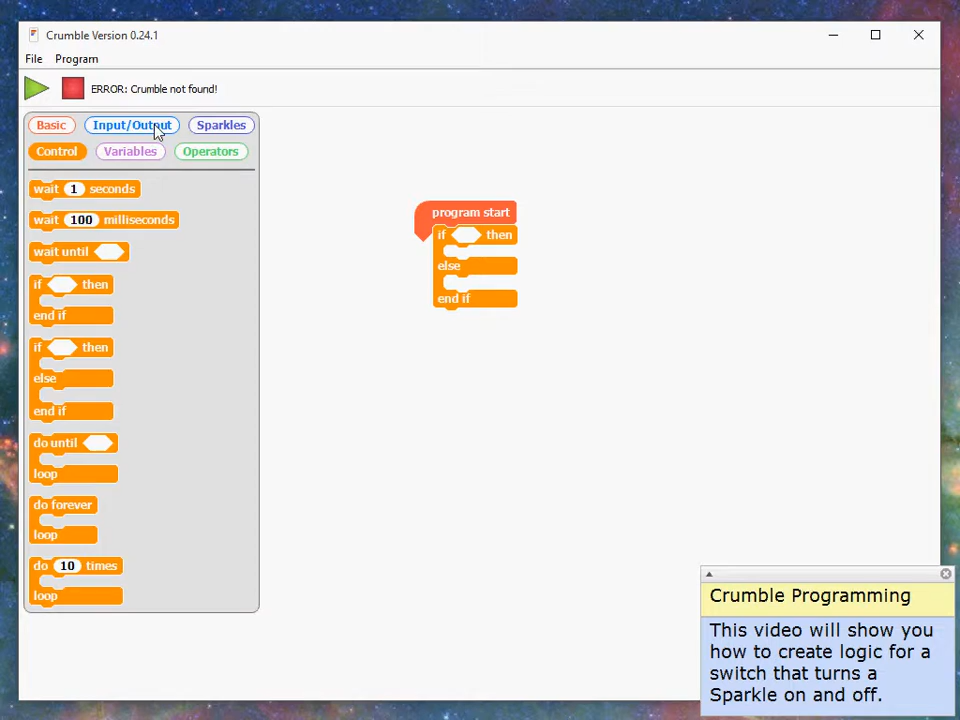 Crumble Version 0.24.1
File Program
ERROR: Crumble not found!
Basic Input/Output Sparkles
Control Variables Operators
wait 1 seconds
wait 100 milliseconds
wait until
if then
end if
if then
else
end if
do until
loop
do forever
loop
do 10 times
loop
program start
if then
else
end if
Crumble Programming
This video will show you
how to create logic for a
switch that turns a
Sparkle on and off.